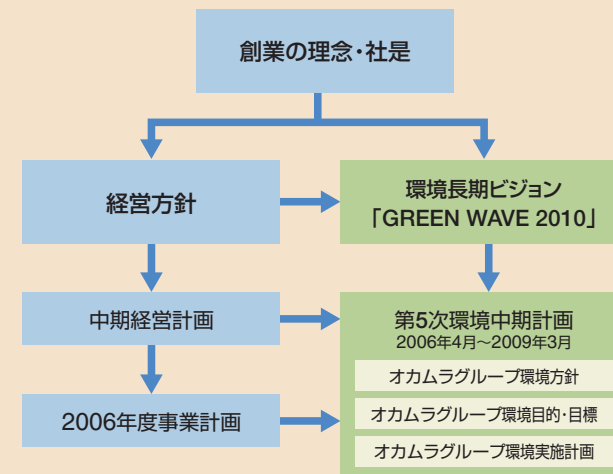 創業の理念・社是
経営方針
環境長期ビジョン
「GREEN WAVE 2010」
中期経営計画
第5次環境中期計画
2006年4月～2009年3月
オカムラグループ環境方針
2006年度事業計画
オカムラグループ環境目的・目標
オカムラグループ環境実施計画